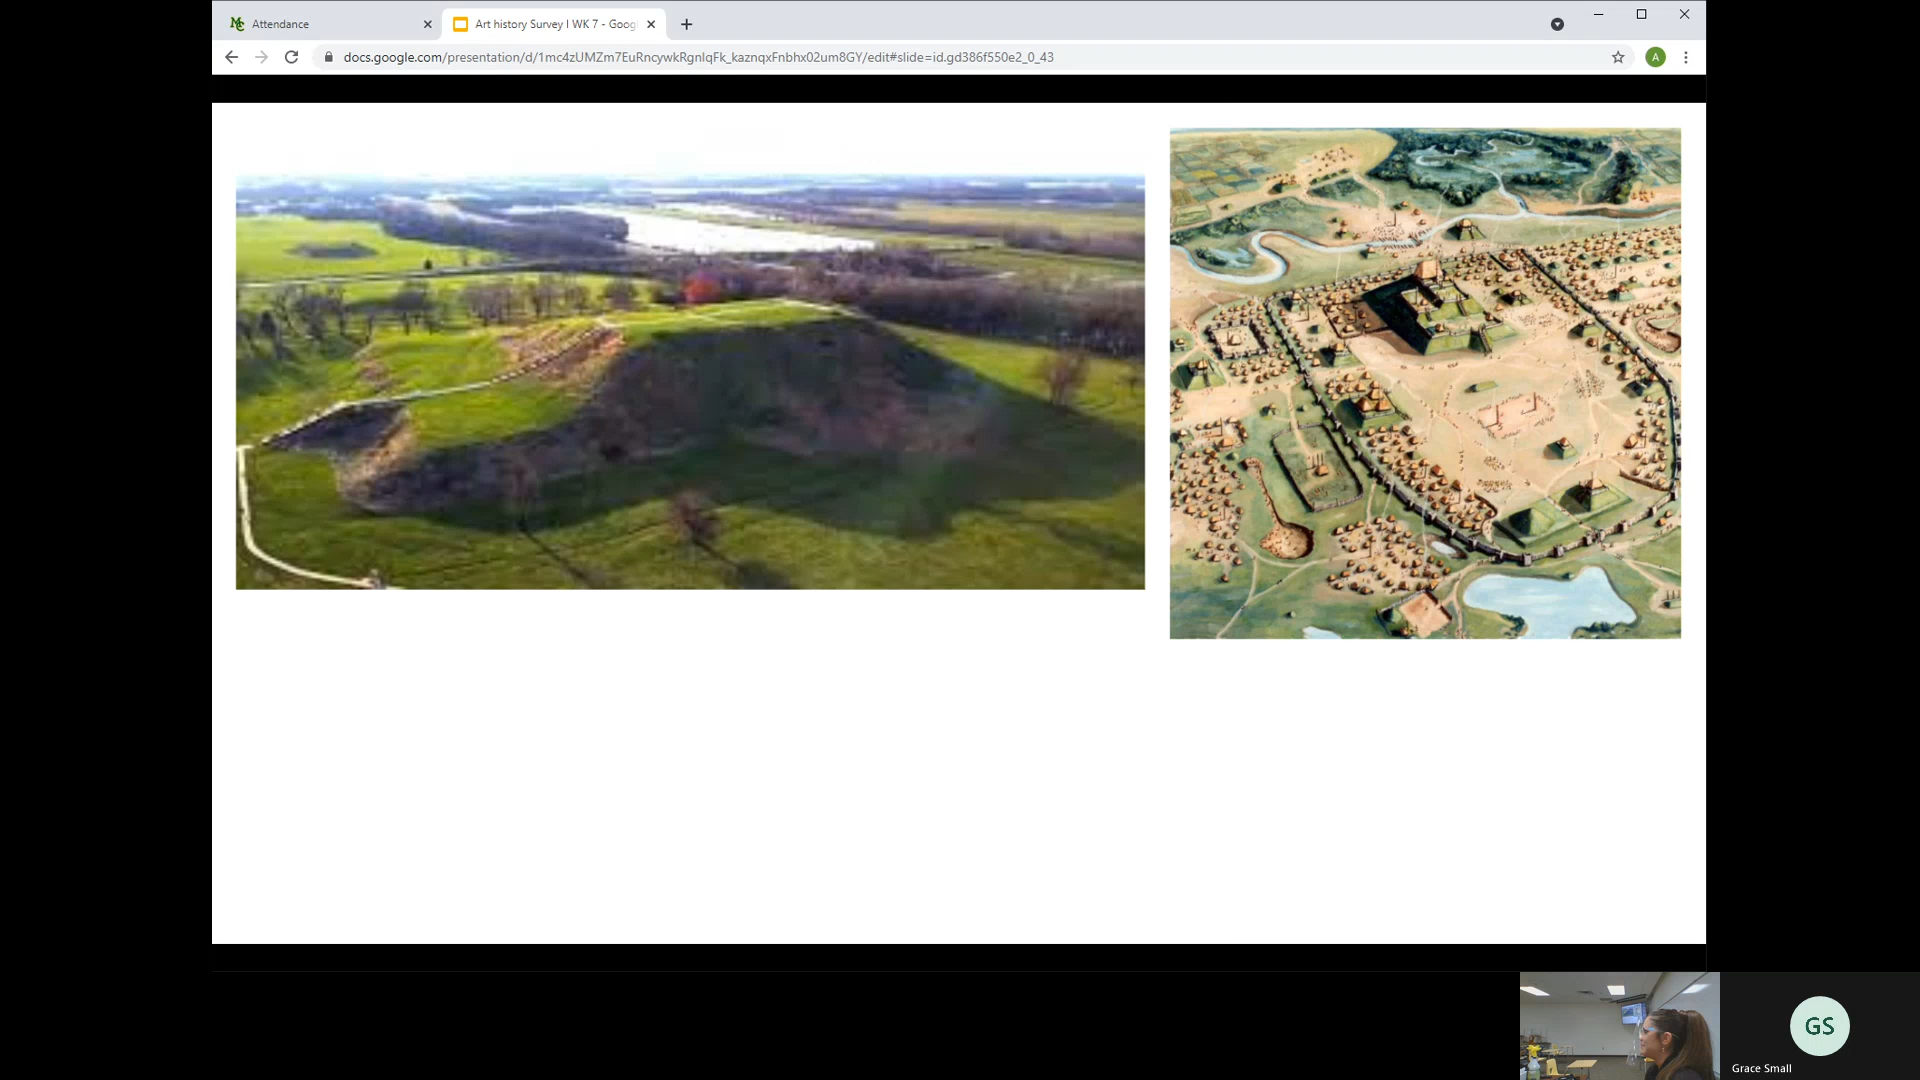 Attendance
Art history Survey I WK 7 - Goog
docs.google.com/presentation/d/1mc4zUMZm7EuRncywkRgnlqFk_kaznqxFnbhx02um8GY/edit#slide=id.gd386f550e2_0_43
A
GS
Grace Small